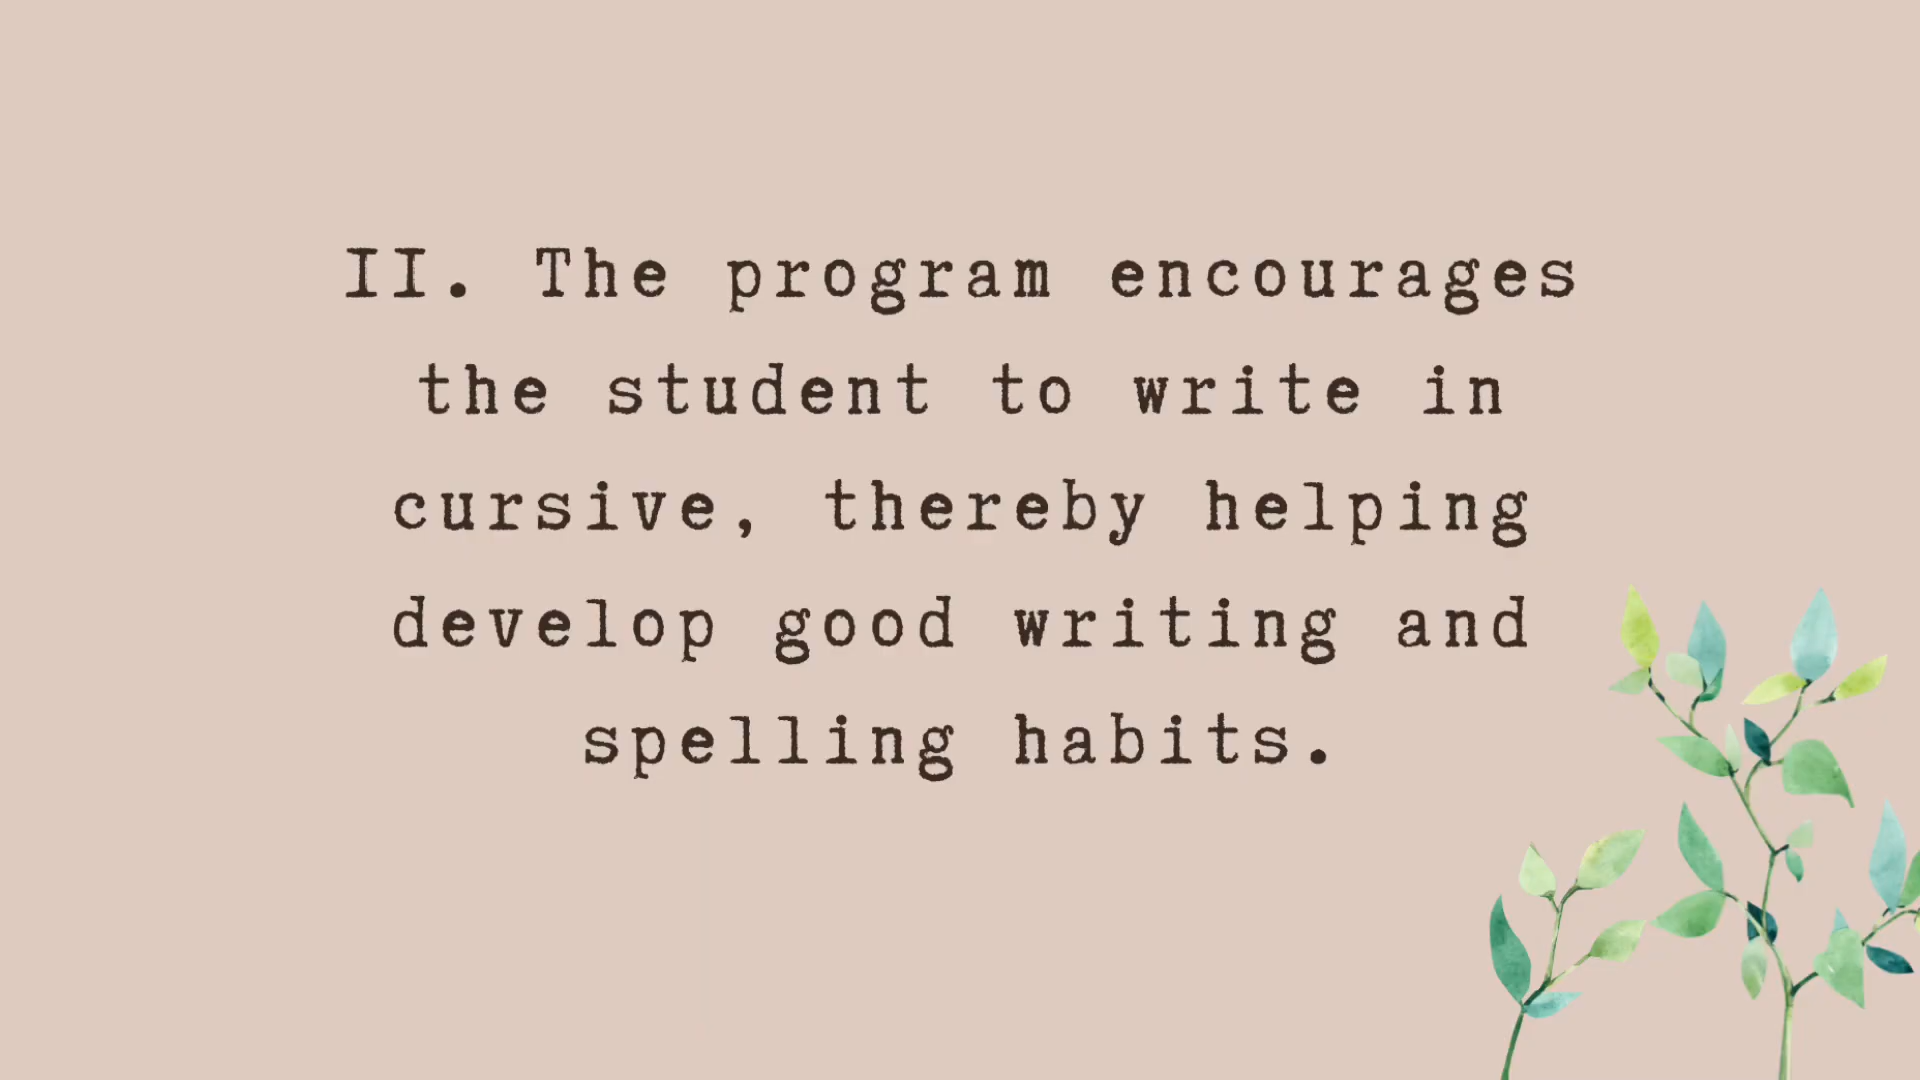 II. The program encourages
the student to write in
cursive, thereby helping
develop good writing and
spelling habits.